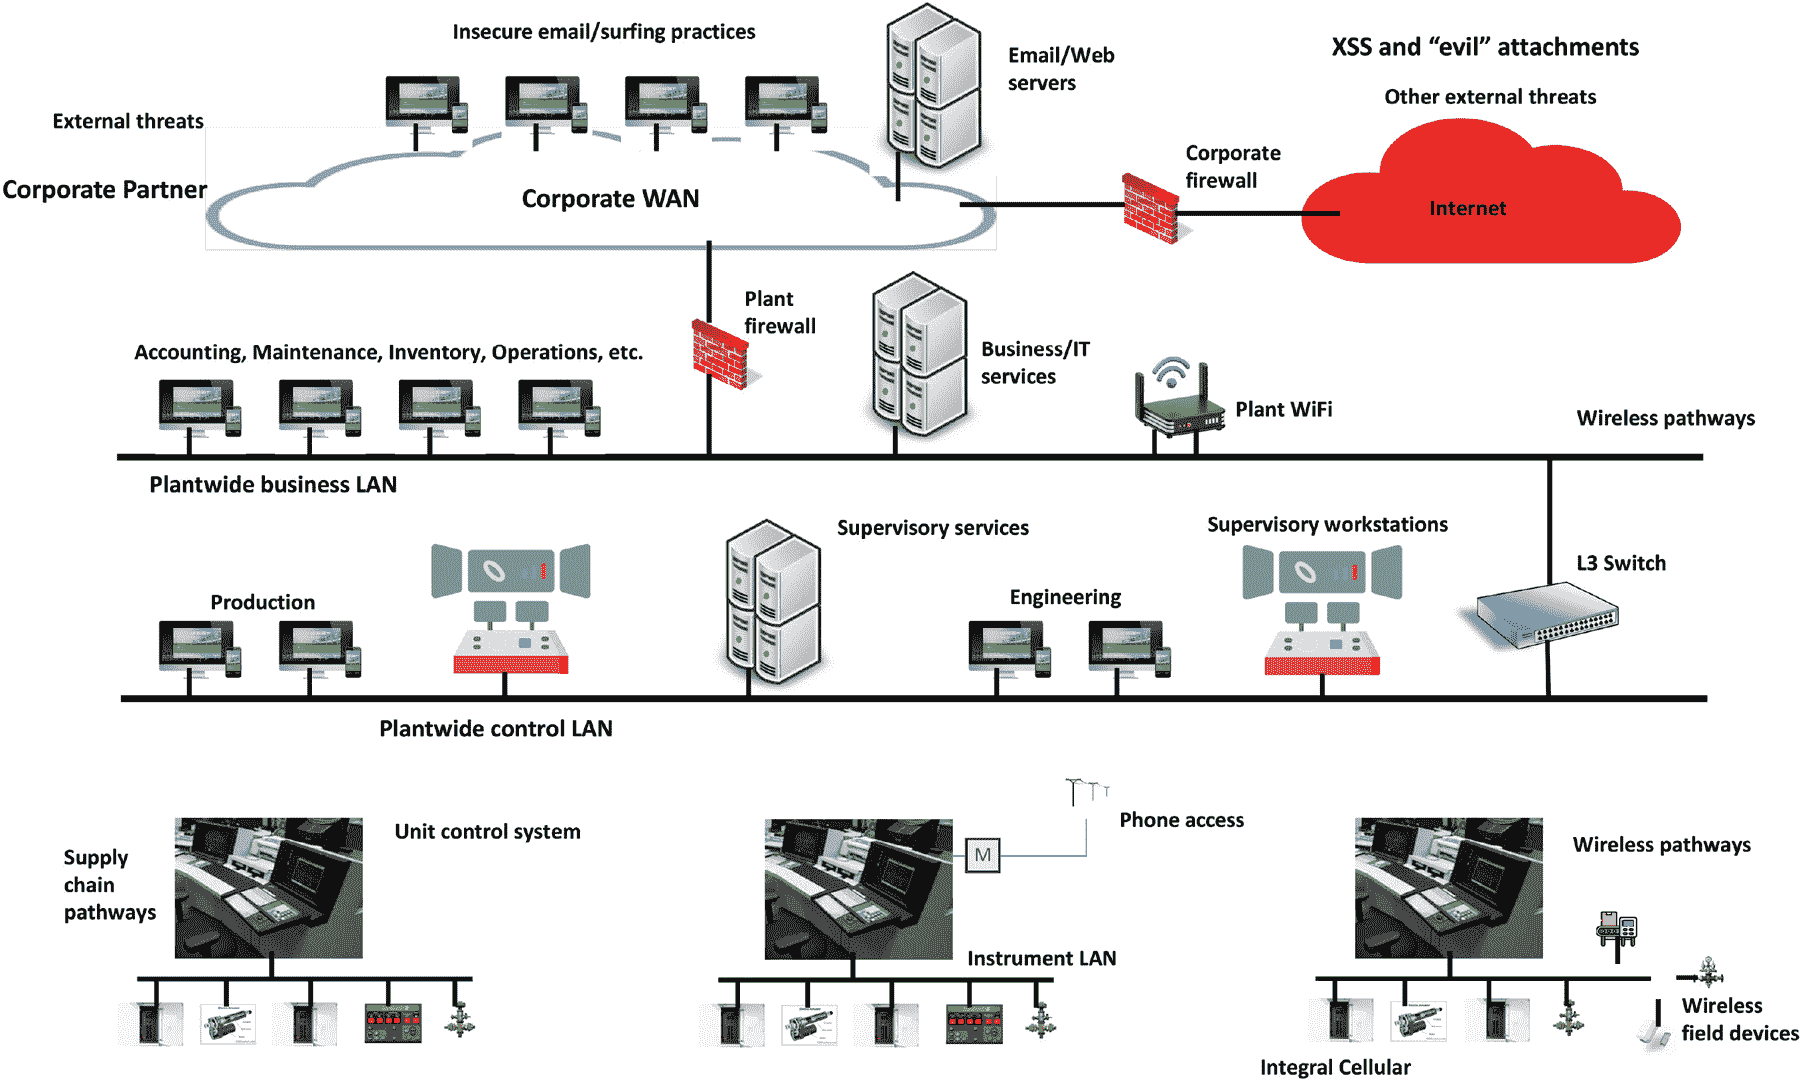 Insecure email/surfing practices
Email/Web
servers
XSS and “evil” attachments
Other external threats
External threats
Corporate Partner
Corporate WAN
Corporate
firewall
Internet
Plant
firewall
Accounting, Maintenance, Inventory, Operations, etc.
Business/IT
services
Plant WiFi
Wireless pathways
Plantwide business LAN
Supervisory services
Supervisory workstations
L3 Switch
Production
Engineering
Plantwide control LAN
Supply
chain
pathways
Unit control system
M
Phone access
Wireless pathways
Instrument LAN
Wireless
field devices
Integral Cellular